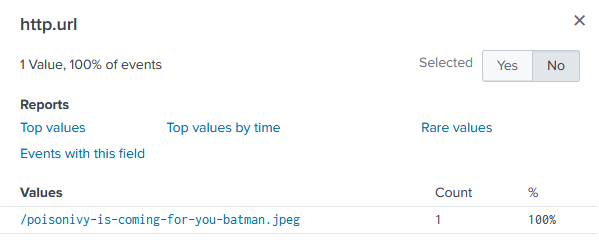 http.url ×
1 Value, 100% of events Selected Yes No
Reports
Top values Top values by time Rare values
Events with this field
Values Count %
/poisonivy-is-coming-for-you-batman.jpeg 1 100%